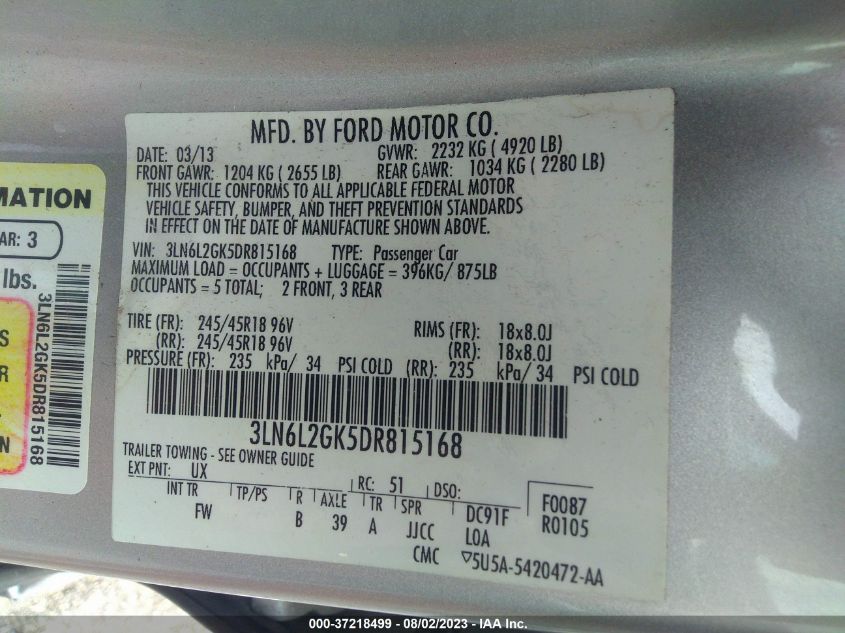 MFD. BY FORD MOTOR CO.
DATE: 03/13 GVWR: 2232 KG ( 4920 LB)
FRONT GAWR: 1204 KG ( 2655 LB) REAR GAWR: 1034 KG ( 2280 LB)
THIS VEHICLE CONFORMS TO ALL APPLICABLE FEDERAL MOTOR
VEHICLE SAFETY, BUMPER, AND THEFT PREVENTION STANDARDS
IN EFFECT ON THE DATE OF MANUFACTURE SHOWN ABOVE.
VIN: 3LN6L2GK5DR815168 TYPE: Passenger Car
MAXIMUM LOAD = OCCUPANTS + LUGGAGE = 396KG/ 875LB
OCCUPANTS = 5 TOTAL; 2 FRONT, 3 REAR
TIRE (FR): 245/45R18 96V RIMS (FR): 18x8.0J
(RR): 245/45R18 96V (RR): 18x8.0J
PRESSURE (FR): 235 kPa/ 34 PSI COLD (RR): 235 kPa/ 34 PSI COLD
3LN6L2GK5DR815168
TRAILER TOWING - SEE OWNER GUIDE
EXT PNT: UX RC: 51 DSO:
INT TR TP/PS R AXLE TR SPR DC91F F0087
FW B 39 A JJCC LOA R0105
CMC ▽5U5A-5420472-AA
MATION
AR: 3
lbs.
S
R
N
3LN6L2GK5DR815168
000-37218499 - 08/02/2023 - IAA Inc.